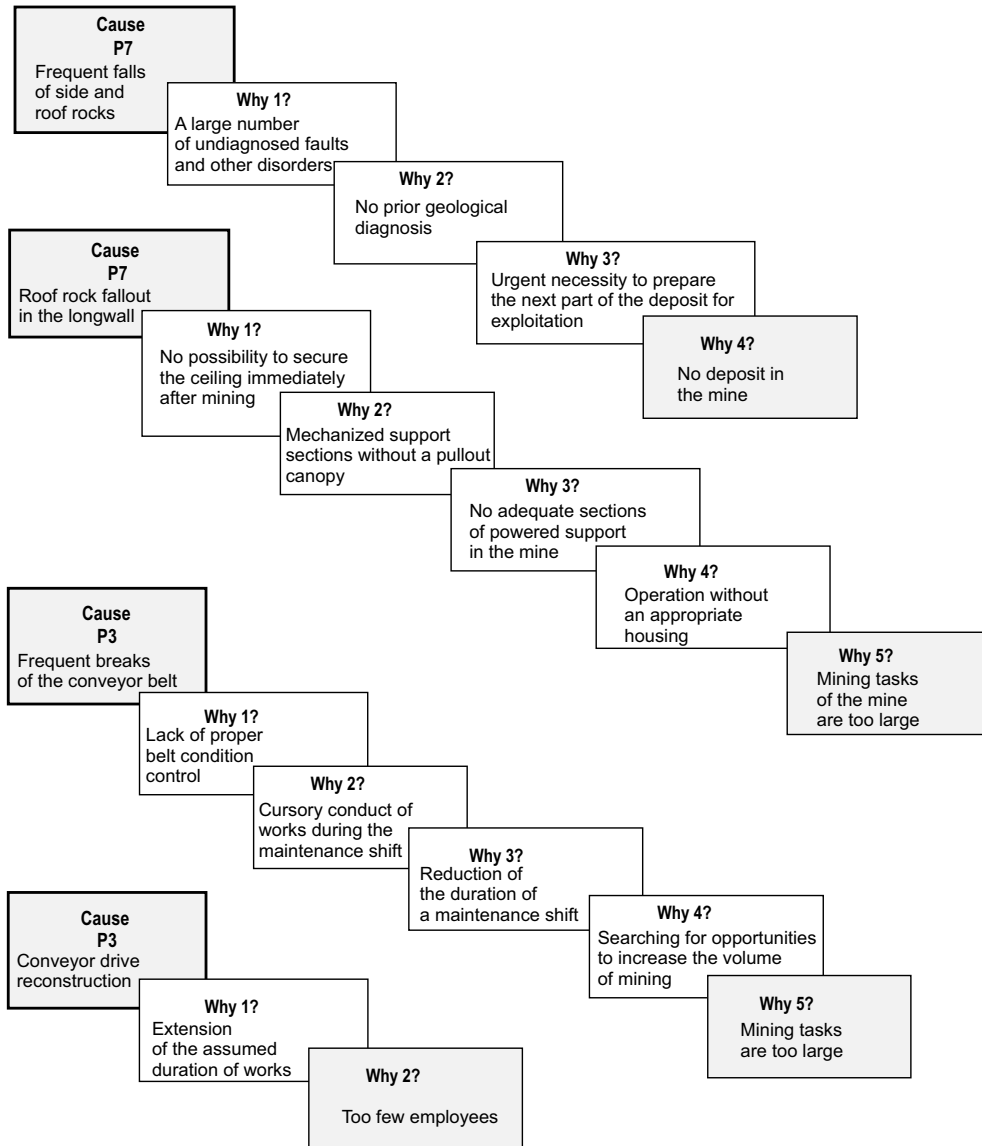 Cause
P7
Frequent falls
of side and
roof rocks
Why 1?
A large number
of undiagnosed faults
and other disorders
Why 2?
No prior geological
diagnosis
Why 3?
Urgent necessity to prepare
the next part of the deposit for
exploitation
Why 4?
No deposit in
the mine
Cause
P7
Roof rock fallout
in the longwall
Why 1?
No possibility to secure
the ceiling immediately
after mining
Why 2?
Mechanized support
sections without a pullout
canopy
Why 3?
No adequate sections
of powered support
in the mine
Why 4?
Operation without
an appropriate
housing
Why 5?
Mining tasks
of the mine
are too large
Cause
P3
Frequent breaks
of the conveyor belt
Why 1?
Lack of proper
belt condition
control
Why 2?
Cursory conduct of
works during the
maintenance shift
Why 3?
Reduction of
the duration of
a maintenance shift
Why 4?
Searching for opportunities
to increase the volume
of mining
Why 5?
Mining tasks
are too large
Cause
P3
Conveyor drive
reconstruction
Why 1?
Extension
of the assumed
duration of works
Why 2?
Too few employees